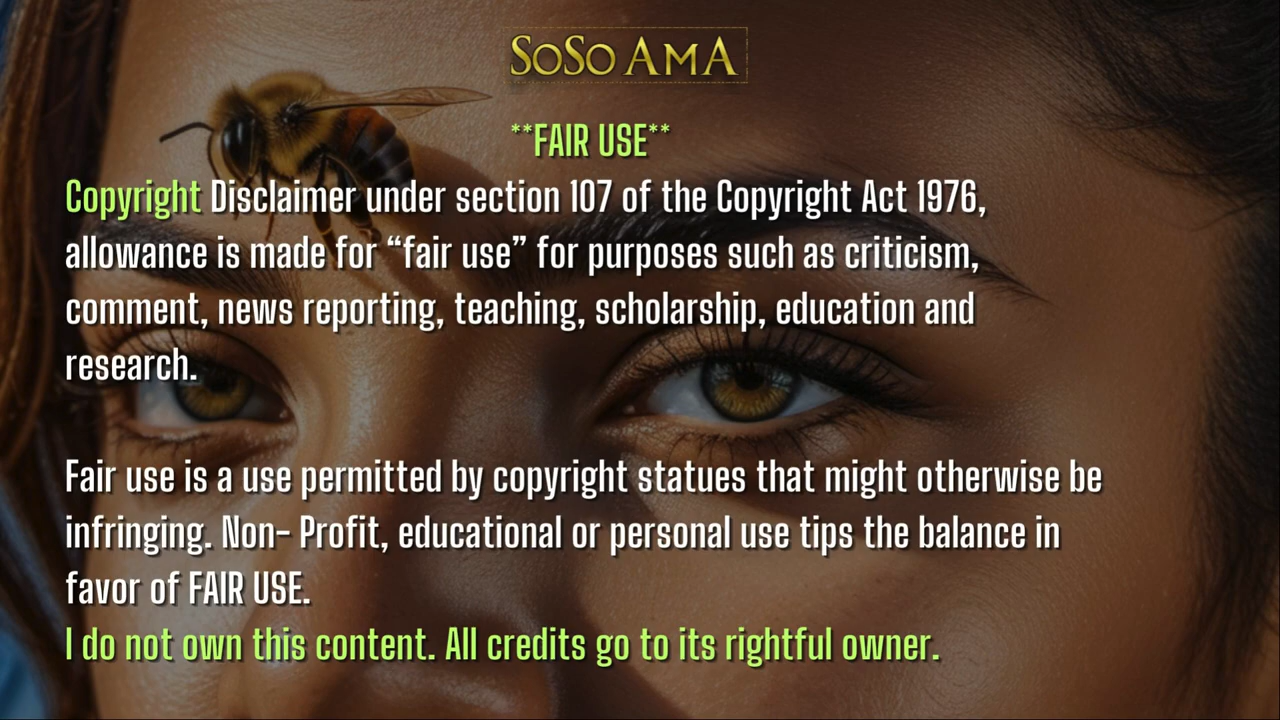 SoSo AmA
**FAIR USE**
Copyright Disclaimer under section 107 of the Copyright Act 1976,
allowance is made for “fair use” for purposes such as criticism,
comment, news reporting, teaching, scholarship, education and
research.
Fair use is a use permitted by copyright statues that might otherwise be
infringing. Non- Profit, educational or personal use tips the balance in
favor of FAIR USE.
I do not own this content. All credits go to its rightful owner.